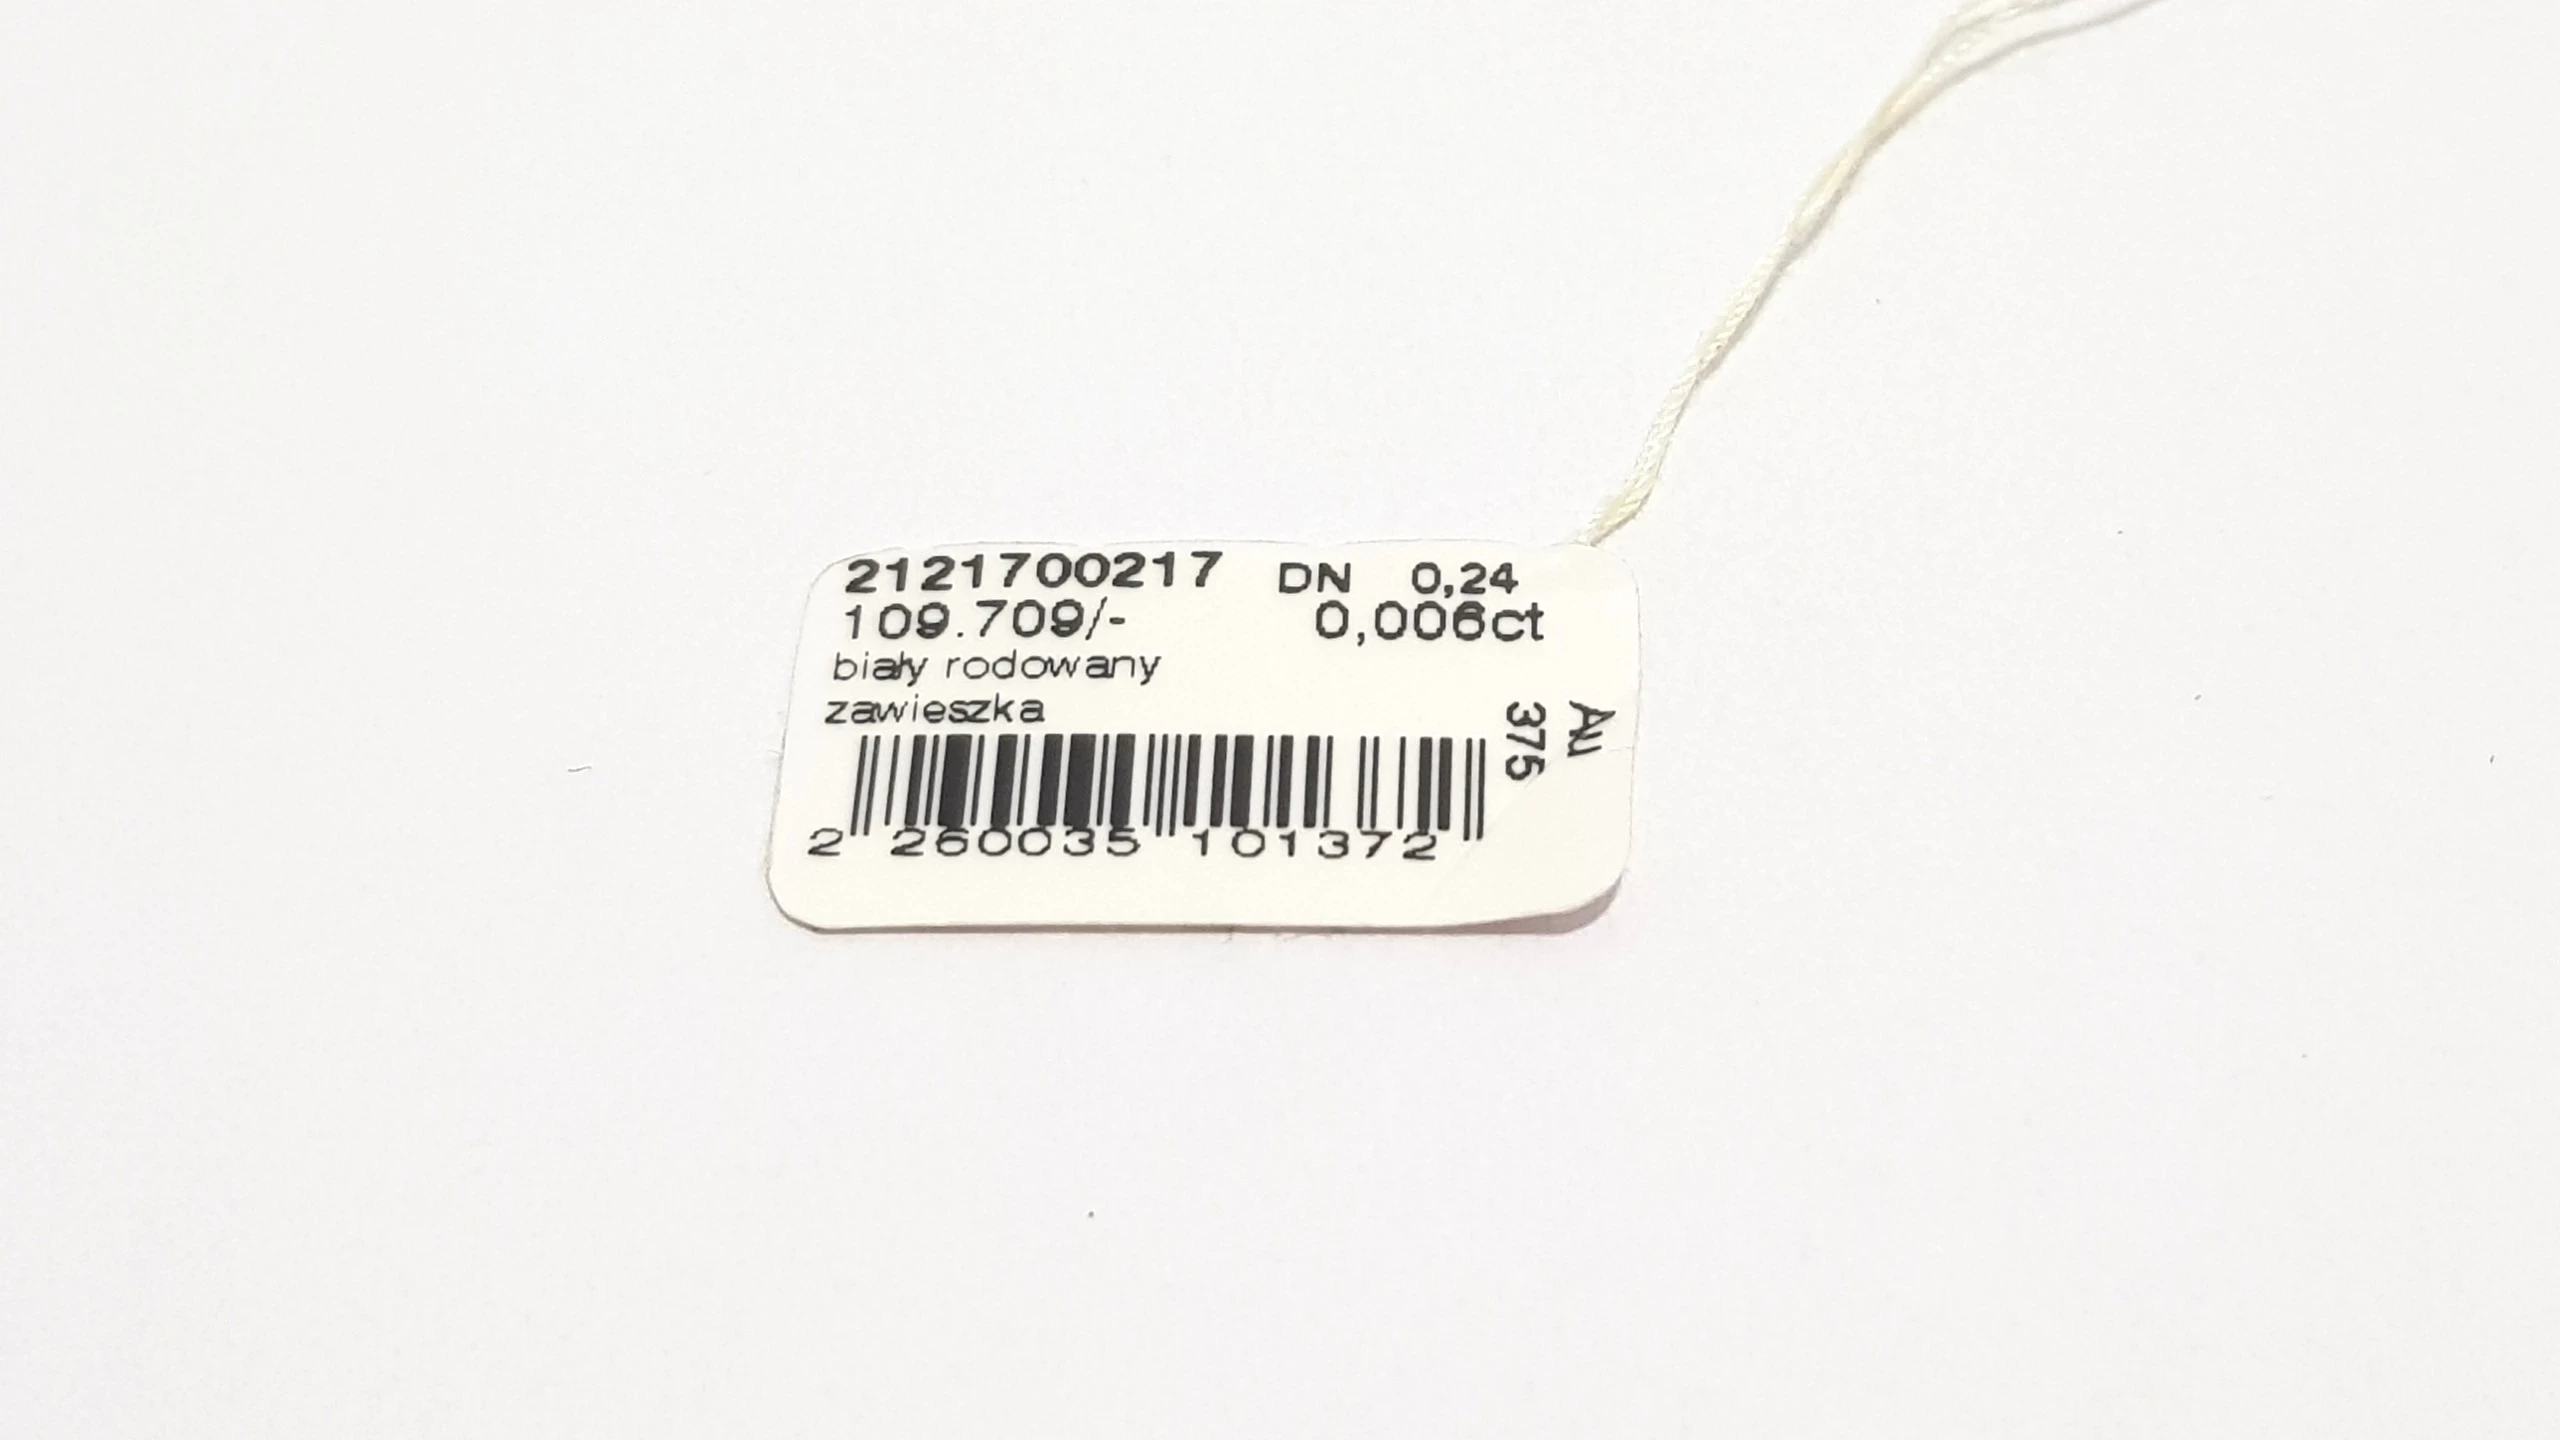 2121700217 DN 0,24
109.709/- 0,006ct
biały rodowany
zawieszka
Au
375
2 260035 101372